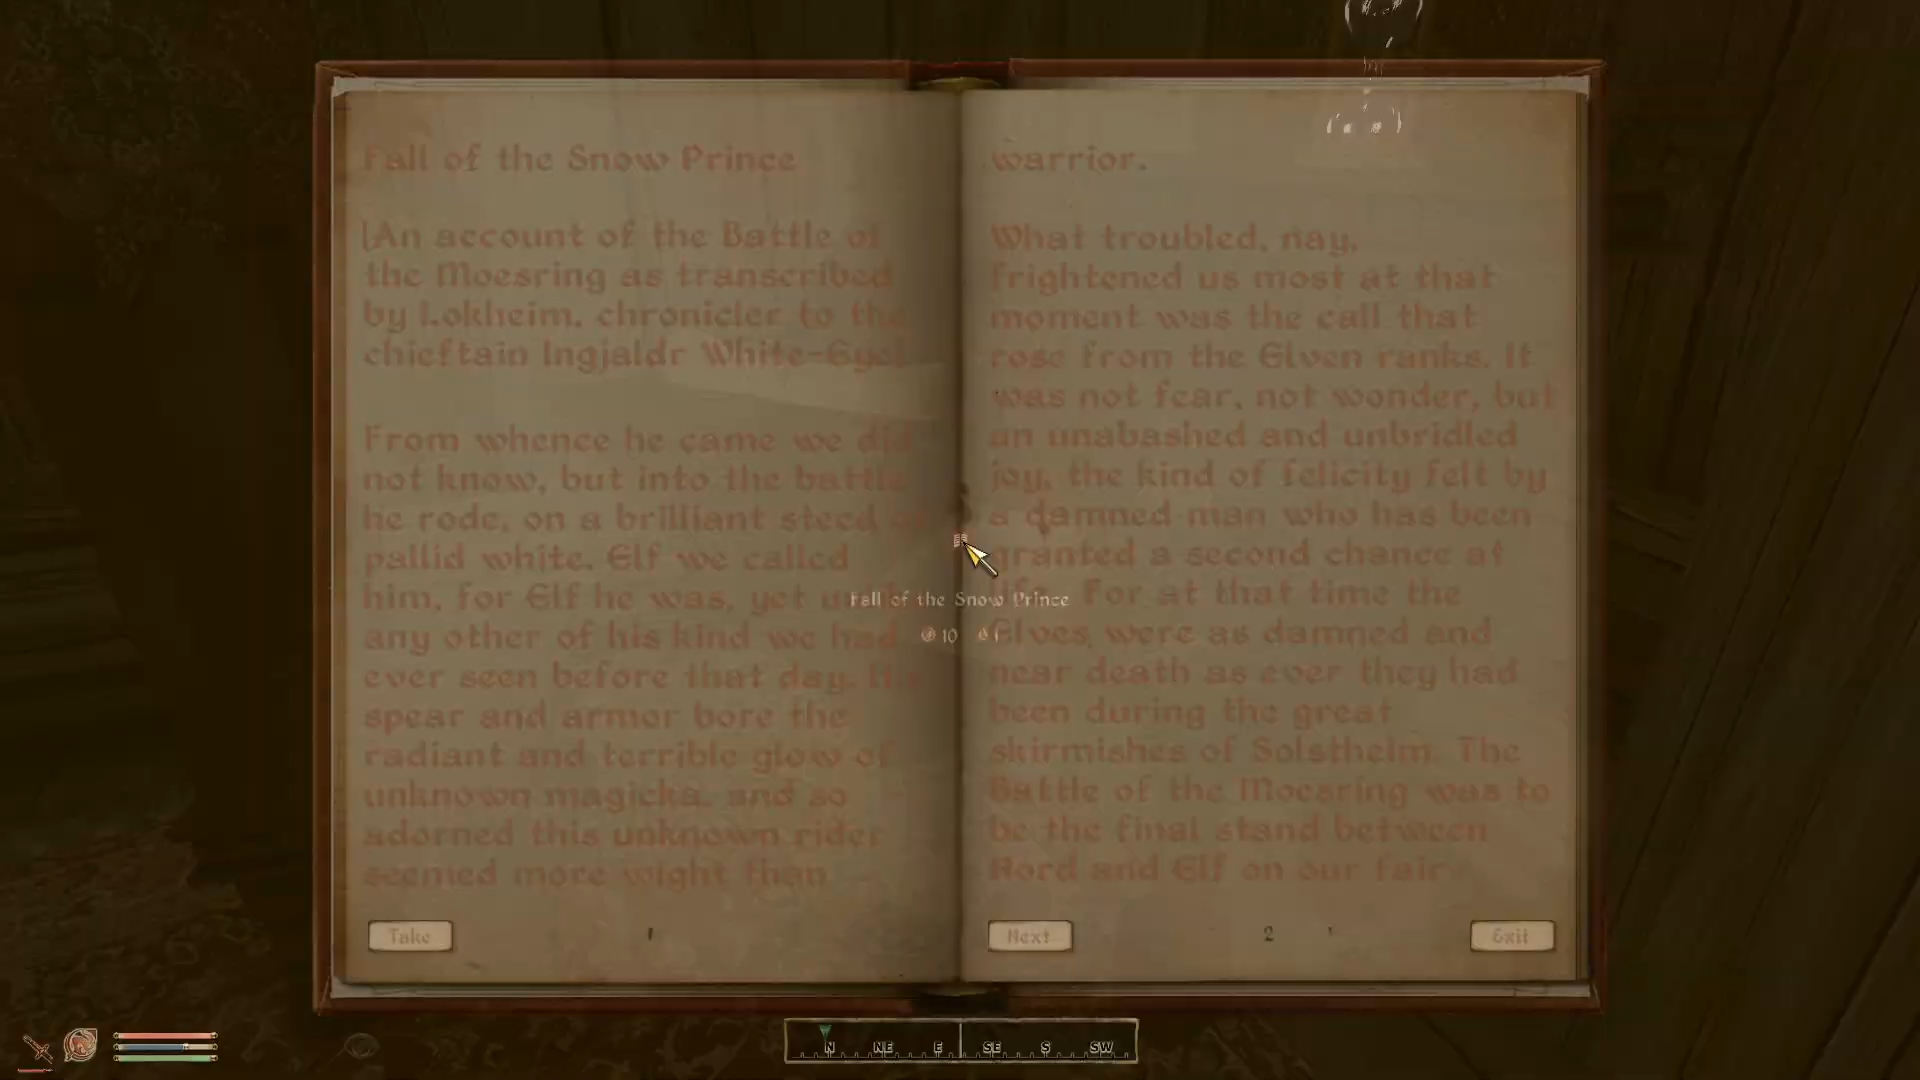 Fall of the Snow Prince
[An account of the Battle of
the Moesring as transcribed
by Lokheim, chronicler to the
chieftain Ingjaldr White-Eye]
From whence he came we did
not know, but into the battle
he rode, on a brilliant steed of
pallid white. Elf we called
him, for Elf he was, yet
any other of his kind we had
ever seen before that day. His
spear and armor bore the
radiant and terrible glow of
unknown magicka, and so
adorned this unknown rider
seemed more wight than
Take
1
warrior.
What troubled, nay,
frightened us most at that
moment was the call that
rose from the Elven ranks. It
was not fear, not wonder, but
an unabashed and unbridled
joy, the kind of felicity felt by
a damned man who has been
granted a second chance at
life. For at that time the
Elves were as damned and
near death as ever they had
been during the great
skirmishes of Solstheim. The
Battle of the Moesring was to
be the final stand between
Nord and Elf on our fair
Next
2
Exit
Fall of the Snow Prince
10
N NE E SE S SW